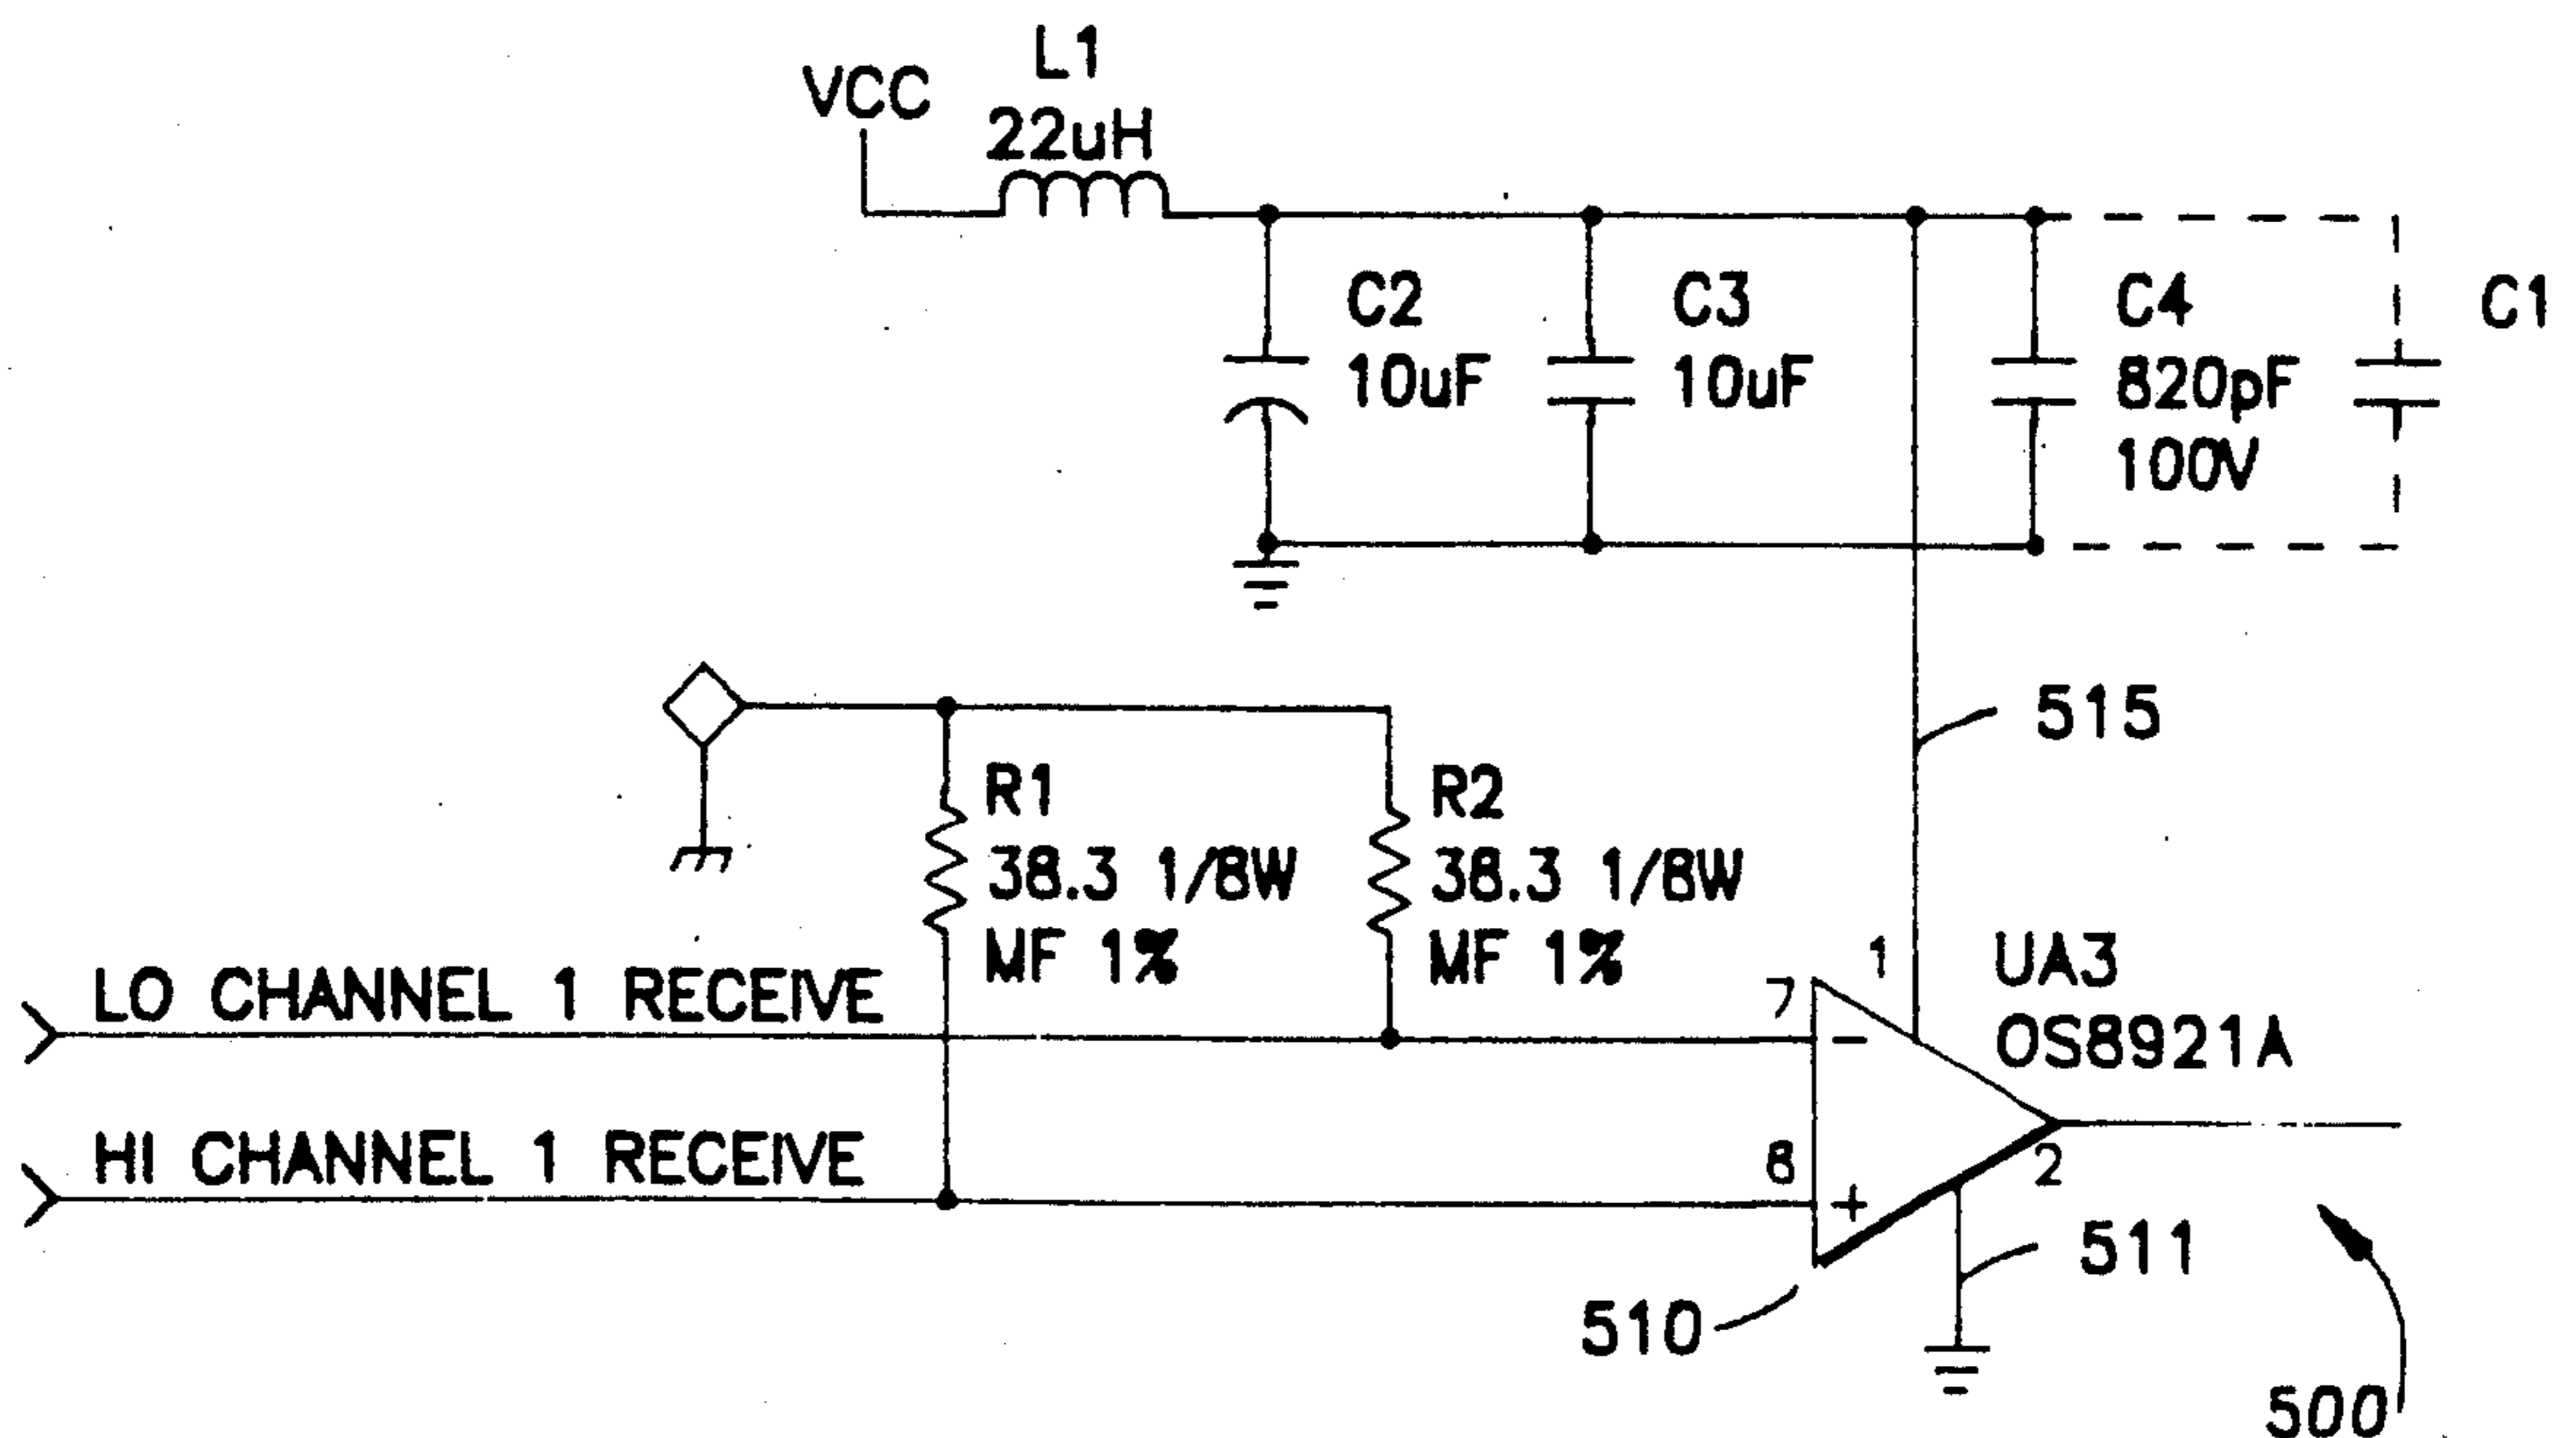 L1
VCC
22uH
C2
10uF
C3
10uF
C4
820pF
100V
C1
515
R1
38.3 1/8W
MF 1%
R2
38.3 1/8W
MF 1%
LO CHANNEL 1 RECEIVE
HI CHANNEL 1 RECEIVE
7
1
-
UA3
OS8921A
8
+
2
511
510
500